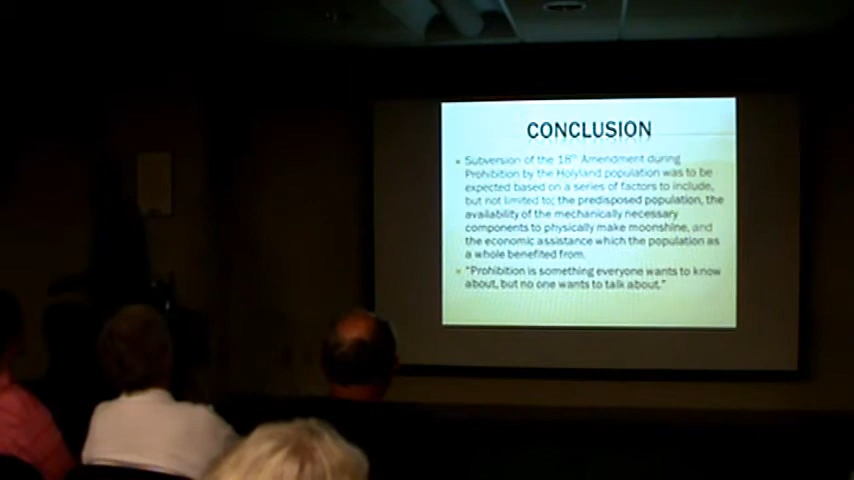 CONCLUSION
Subversion of the 18th Amendment during
Prohibition by the Holyland population was to be
expected based on a series of factors to include,
but not limited to; the predisposed population, the
availability of the mechanically necessary
components to physically make moonshine, and
the economic assistance which the population as
a whole benefited from.
"Prohibition is something everyone wants to know
about, but no one wants to talk about."